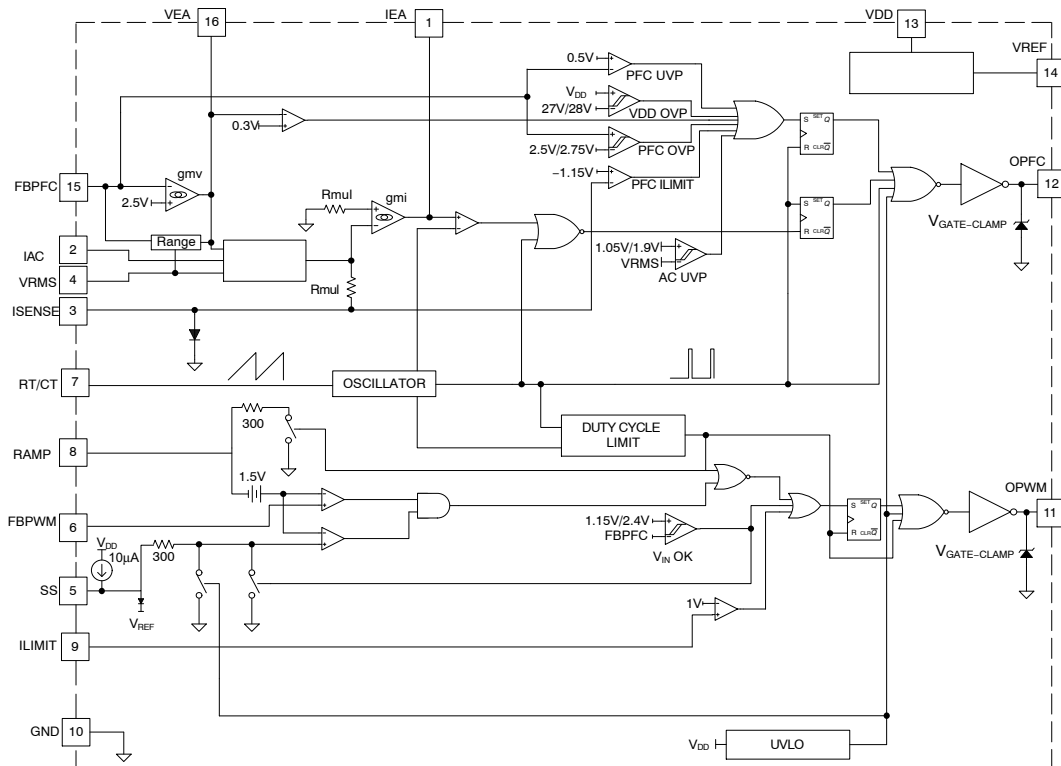 VEA
16
IEA
1
VDD
13
VREF
14
0.5V
PFC UVP
VDD
27V/28V
VDD OVP
0.3V
2.5V/2.75V
PFC OVP
-1.15V
PFC ILIMIT
S SET Q
R CLR Q
FBPFC
15
gmv
2.5V
Rmul
gmi
OPFC
12
VGATE-CLAMP
S SET Q
R CLR Q
IAC
2
Range
1.05V/1.9V
VRMS
AC UVP
VRMS
4
Rmul
ISENSE
3
RT/CT
7
OSCILLATOR
300
DUTY CYCLE
LIMIT
RAMP
8
1.5V
OPWM
11
S SET Q
R CLR Q
FBPWM
6
1.15V/2.4V
FBPFC
VIN OK
VGATE-CLAMP
VDD
10µA
300
SS
5
VREF
1V
ILIMIT
9
GND
10
VDD
UVLO